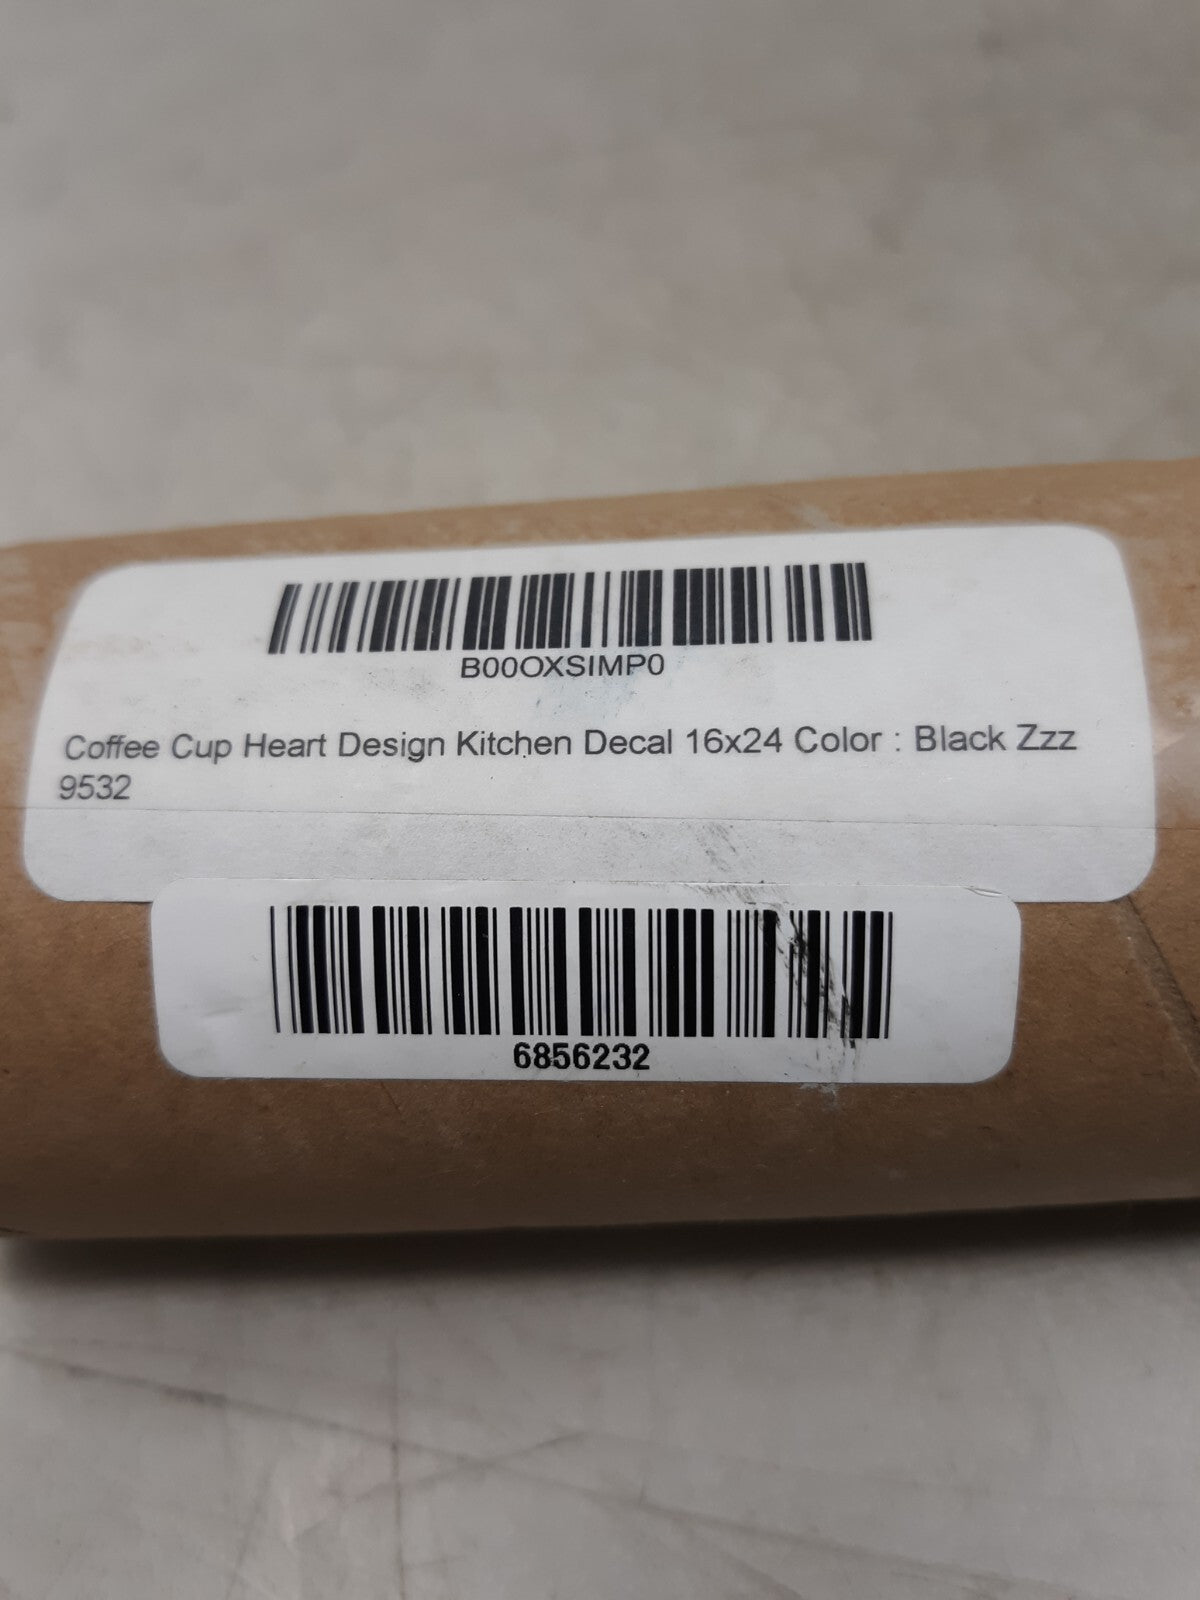 B00OXSIMP0
Coffee Cup Heart Design Kitchen Decal 16x24 Color : Black Zzz
9532
6856232